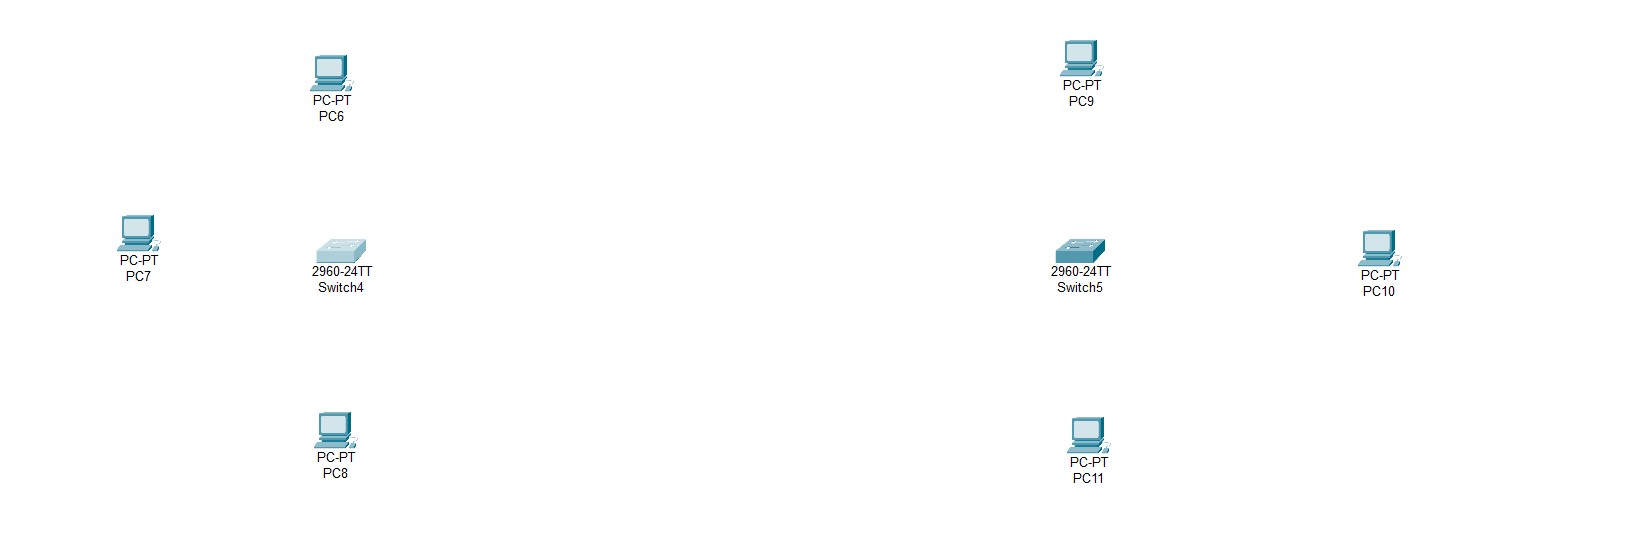 PC-PT
PC6
PC-PT
PC9
PC-PT
PC7
2960-24TT
Switch4
2960-24TT
Switch5
PC-PT
PC10
PC-PT
PC8
PC-PT
PC11